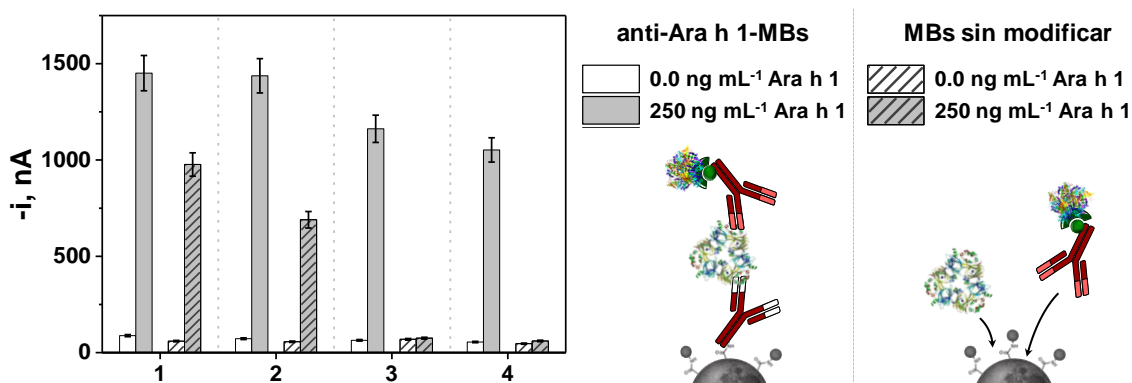 1500
1000
500
0
-i, nA
1 2 3 4
anti-Ara h 1-MBs
0.0 ng mL⁻¹ Ara h 1
250 ng mL⁻¹ Ara h 1
MBs sin modificar
0.0 ng mL⁻¹ Ara h 1
250 ng mL⁻¹ Ara h 1